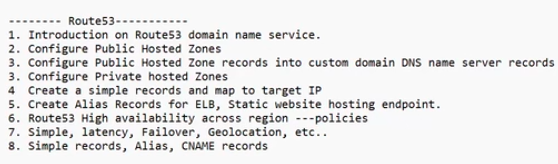 -------- Route53-----------
1. Introduction on Route53 domain name service.
2. Configure Public Hosted Zones
3. Configure Public Hosted Zone records into custom domain DNS name server records
3. Configure Private hosted Zones
4  Create a simple records and map to target IP
5. Create Alias Records for ELB, Static website hosting endpoint.
6. Route53 High availability across region ---policies
7. Simple, latency, Failover, Geolocation, etc..
8. Simple records, Alias, CNAME records